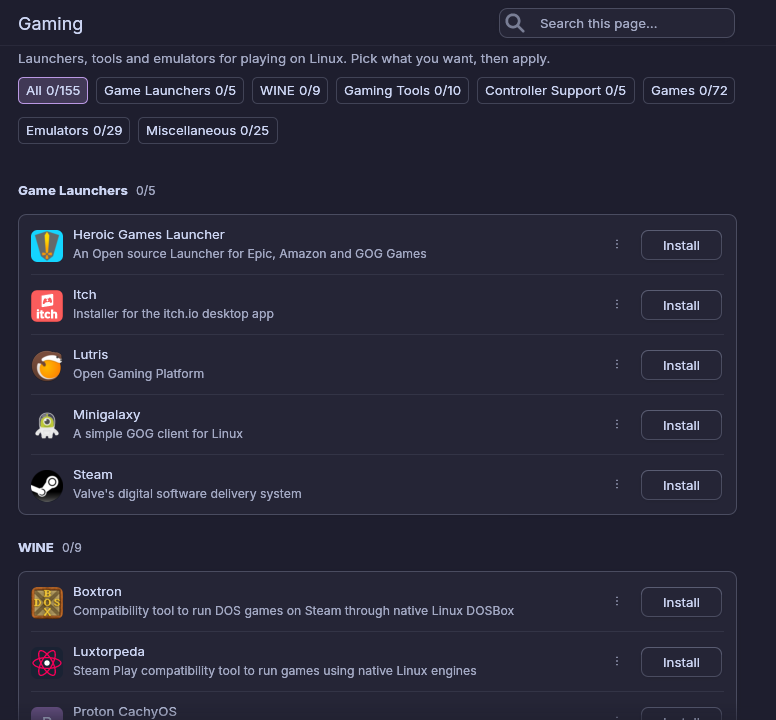 Gaming
Search this page...
Launchers, tools and emulators for playing on Linux. Pick what you want, then apply.
All 0/155
Game Launchers 0/5
WINE 0/9
Gaming Tools 0/10
Controller Support 0/5
Games 0/72
Emulators 0/29
Miscellaneous 0/25
Game Launchers 0/5
Heroic Games Launcher
An Open source Launcher for Epic, Amazon and GOG Games
Install
itch
Itch
Installer for the itch.io desktop app
Install
Lutris
Open Gaming Platform
Install
Minigalaxy
A simple GOG client for Linux
Install
Steam
Valve's digital software delivery system
Install
WINE 0/9
DOS
BOX
Boxtron
Compatibility tool to run DOS games on Steam through native Linux DOSBox
Install
Luxtorpeda
Steam Play compatibility tool to run games using native Linux engines
Install
Proton CachyOS